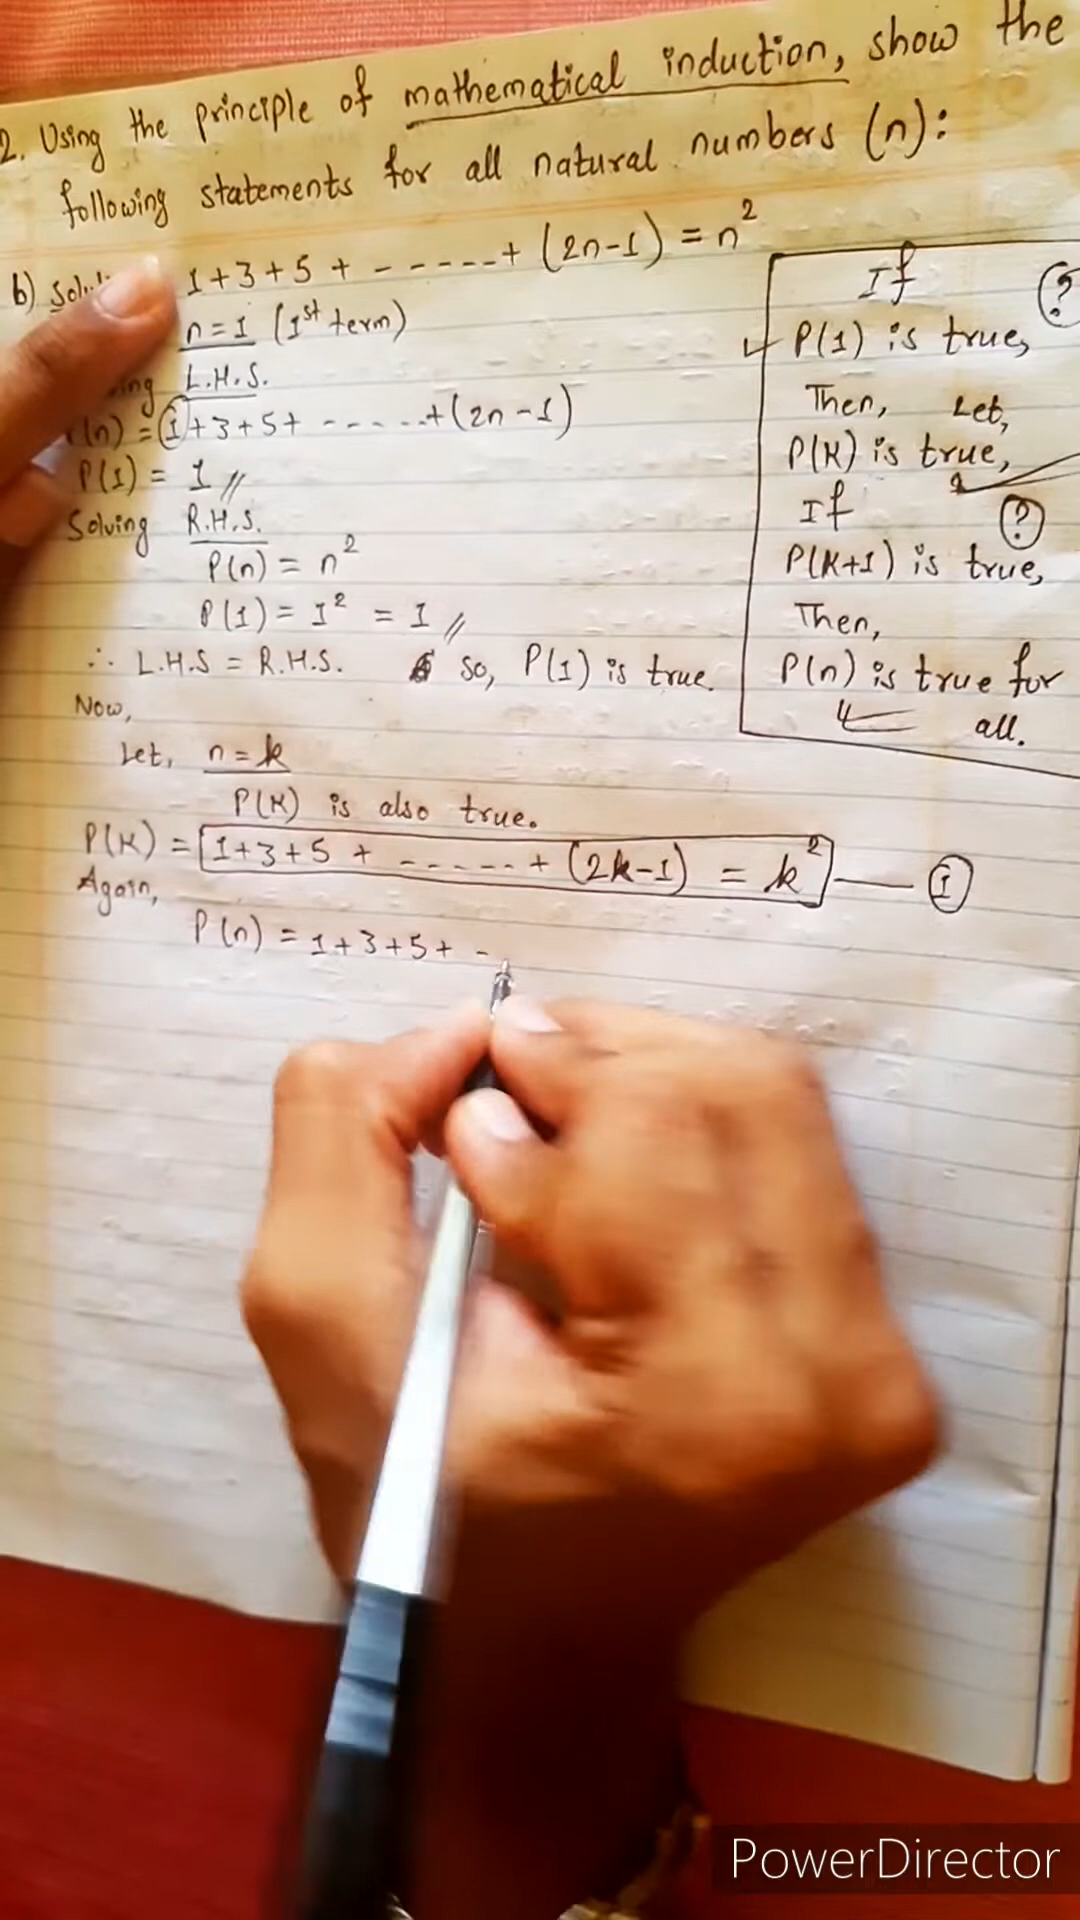 2. Using the principle of mathematical induction, show the
following statements for all natural numbers (n):
b) 1+3+5 + ------+ (2n-1) = n²
n=1 (1st term)
L.H.S.
(n) = 1+3+5+ ------+(2n-1)
P(1) = 1 //
Solving R.H.S.
P(n) = n²
P(1) = 1² = 1 //
∴ L.H.S = R.H.S. so, P(1) is true.
Now,
Let, n=k
P(K) is also true.
P(K) = 1+3+5 + ------+ (2k-1) = k² —— ①
Again,
P(n) = 1+3+5+ -
If ?
P(1) is true,
Then, Let,
P(K) is true,
If ?
P(K+1) is true,
Then,
P(n) is true for
all.
PowerDirector